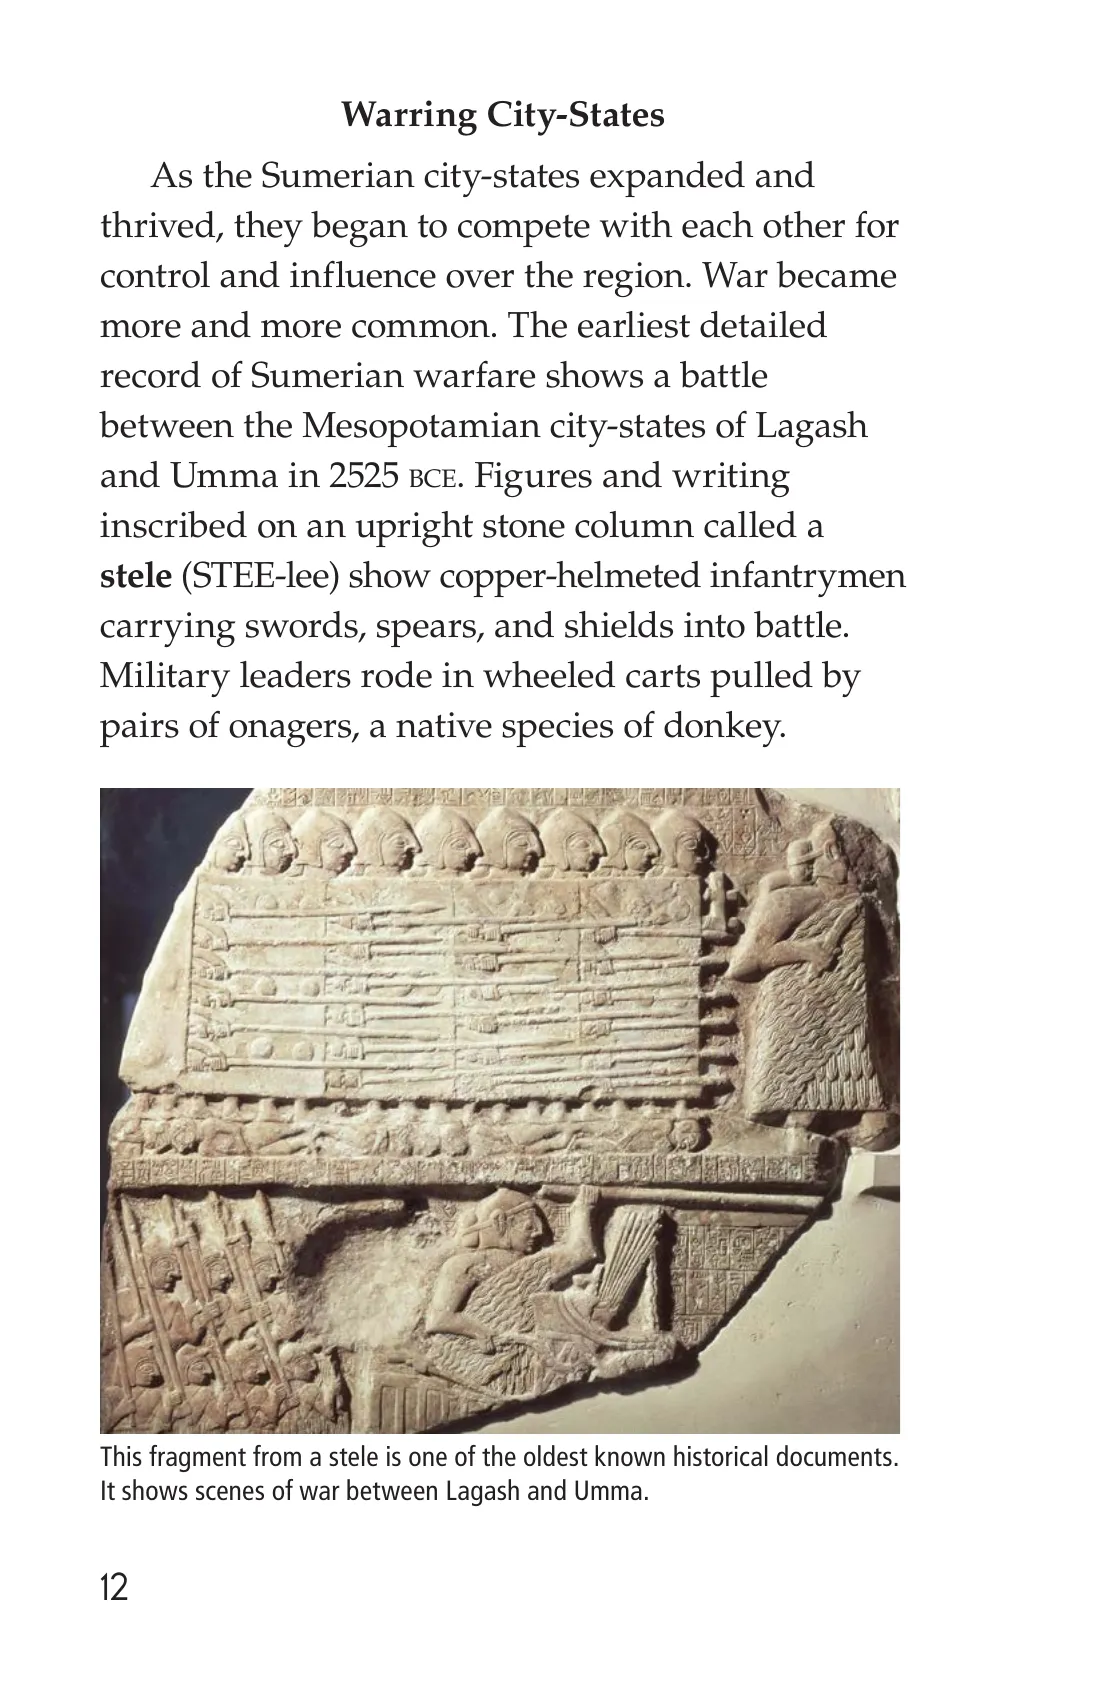 Warring City-States
As the Sumerian city-states expanded and
thrived, they began to compete with each other for
control and influence over the region. War became
more and more common. The earliest detailed
record of Sumerian warfare shows a battle
between the Mesopotamian city-states of Lagash
and Umma in 2525 BCE. Figures and writing
inscribed on an upright stone column called a
stele (STEE-lee) show copper-helmeted infantrymen
carrying swords, spears, and shields into battle.
Military leaders rode in wheeled carts pulled by
pairs of onagers, a native species of donkey.
This fragment from a stele is one of the oldest known historical documents.
It shows scenes of war between Lagash and Umma.
12